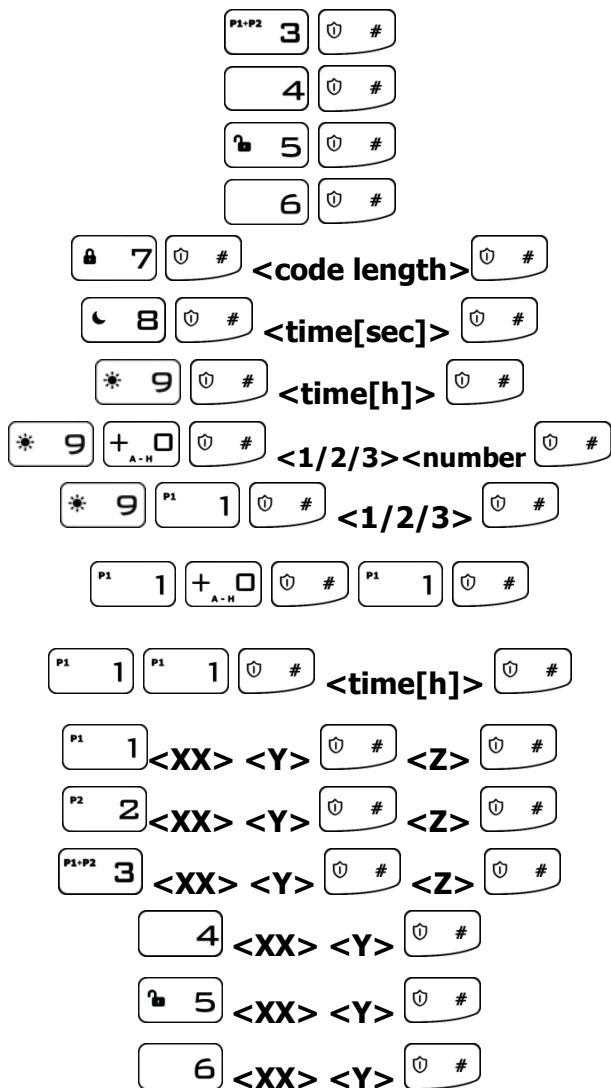 P1+P2 3 #
4 #
5 #
6 #
7 # <code length> #
8 # <time[sec]> #
9 # <time[h]> #
9 + 0 A - H # <1/2/3><number #
9 P1 1 # <1/2/3> #
P1 1 + 0 A - H # P1 1 #
P1 1 P1 1 # <time[h]> #
P1 1 <XX> <Y> # <Z> #
P2 2 <XX> <Y> # <Z> #
P1+P2 3 <XX> <Y> # <Z> #
4 <XX> <Y> #
5 <XX> <Y> #
6 <XX> <Y> #